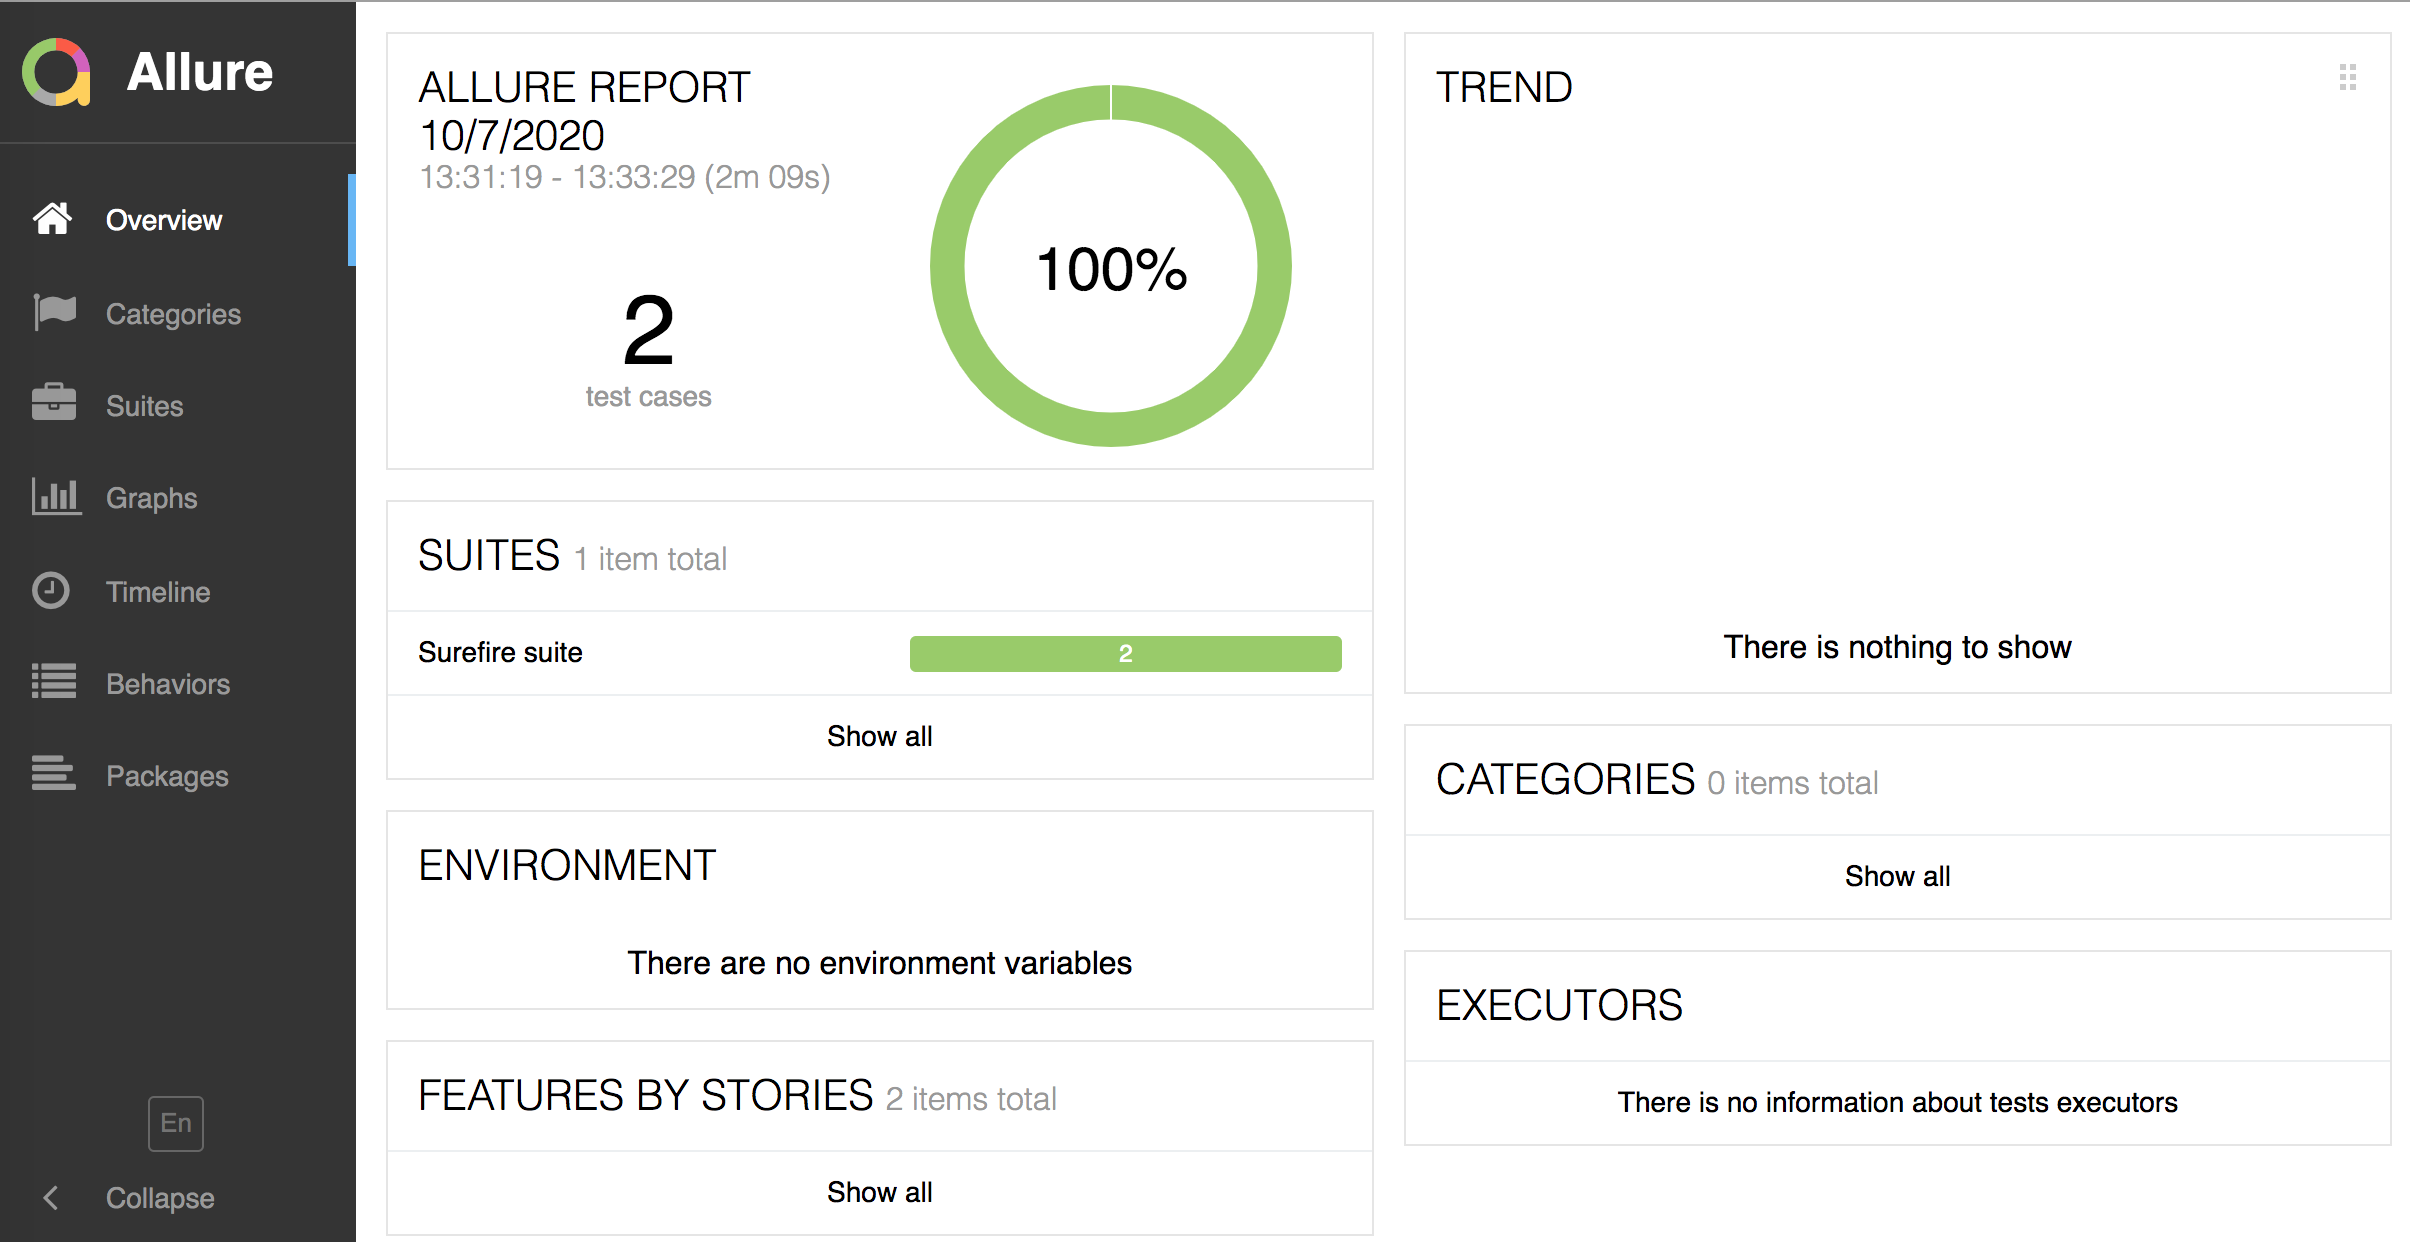 Allure
Overview
Categories
Suites
Graphs
Timeline
Behaviors
Packages
En
Collapse
ALLURE REPORT
10/7/2020
13:31:19 - 13:33:29 (2m 09s)
2
test cases
100%
SUITES 1 item total
Surefire suite 2
Show all
ENVIRONMENT
There are no environment variables
FEATURES BY STORIES 2 items total
Show all
TREND
There is nothing to show
CATEGORIES 0 items total
Show all
EXECUTORS
There is no information about tests executors